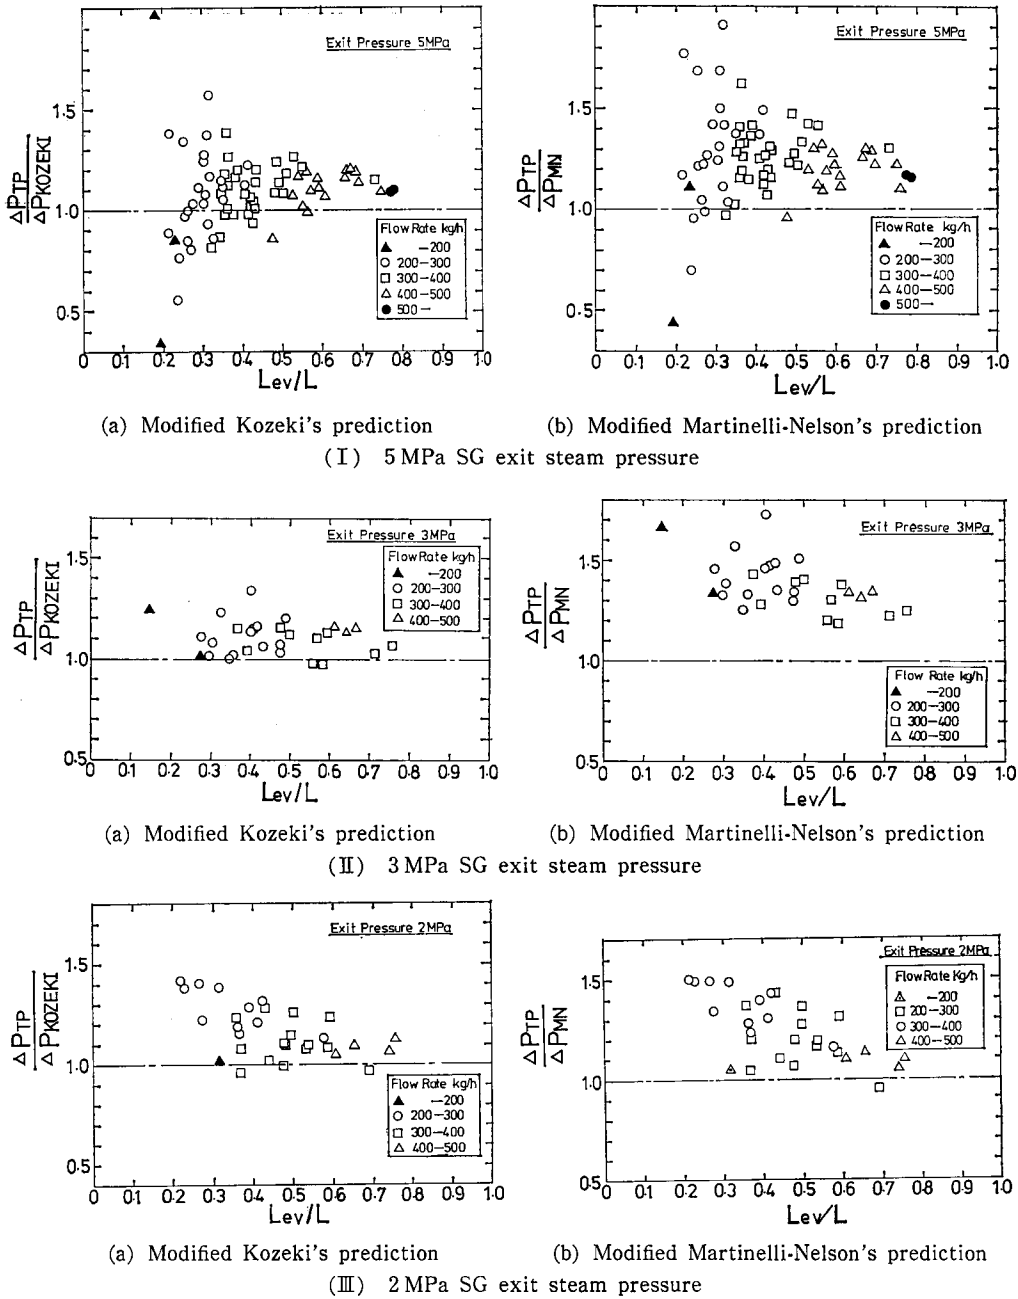 Exit Pressure 5MPa
ΔPTP
ΔPKOZEKI
1.5
1.0
0.5
Flow Rate kg/h
▲ —200
○ 200—300
□ 300—400
△ 400—500
● 500—
0 0.1 0.2 0.3 0.4 0.5 0.6 0.7 0.8 0.9 1.0
Lev/L
(a) Modified Kozeki's prediction
Exit Pressure 5MPa
ΔPTP
ΔPMN
1.5
1.0
0.5
Flow Rate kg/h
▲ —200
○ 200—300
□ 300—400
△ 400—500
● 500—
0 0.1 0.2 0.3 0.4 0.5 0.6 0.7 0.8 0.9 1.0
Lev/L
(b) Modified Martinelli-Nelson's prediction
(I) 5 MPa SG exit steam pressure
Exit Pressure 3MPa
ΔPTP
ΔPKOZEKI
1.5
1.0
0.5
Flow Rate kg/h
▲ —200
○ 200—300
□ 300—400
△ 400—500
0 0.1 0.2 0.3 0.4 0.5 0.6 0.7 0.8 0.9 1.0
Lev/L
(a) Modified Kozeki's prediction
Exit Pressure 3MPa
ΔPTP
ΔPMN
1.5
1.0
0.5
Flow Rate kg/h
▲ —200
○ 200—300
□ 300—400
△ 400—500
0 0.1 0.2 0.3 0.4 0.5 0.6 0.7 0.8 0.9 1.0
Lev/L
(b) Modified Martinelli-Nelson's prediction
(II) 3 MPa SG exit steam pressure
Exit Pressure 2MPa
ΔPTP
ΔPKOZEKI
1.5
1.0
0.5
Flow Rate kg/h
▲ —200
○ 200—300
□ 300—400
△ 400—500
0 0.1 0.2 0.3 0.4 0.5 0.6 0.7 0.8 0.9 1.0
Lev/L
(a) Modified Kozeki's prediction
Exit Pressure 2MPa
ΔPTP
ΔPMN
1.5
1.0
0.5
Flow Rate Kg/h
△ —200
□ 200—300
○ 300—400
△ 400—500
0 0.1 0.2 0.3 0.4 0.5 0.6 0.7 0.8 0.9 1.0
Lev/L
(b) Modified Martinelli-Nelson's prediction
(III) 2 MPa SG exit steam pressure